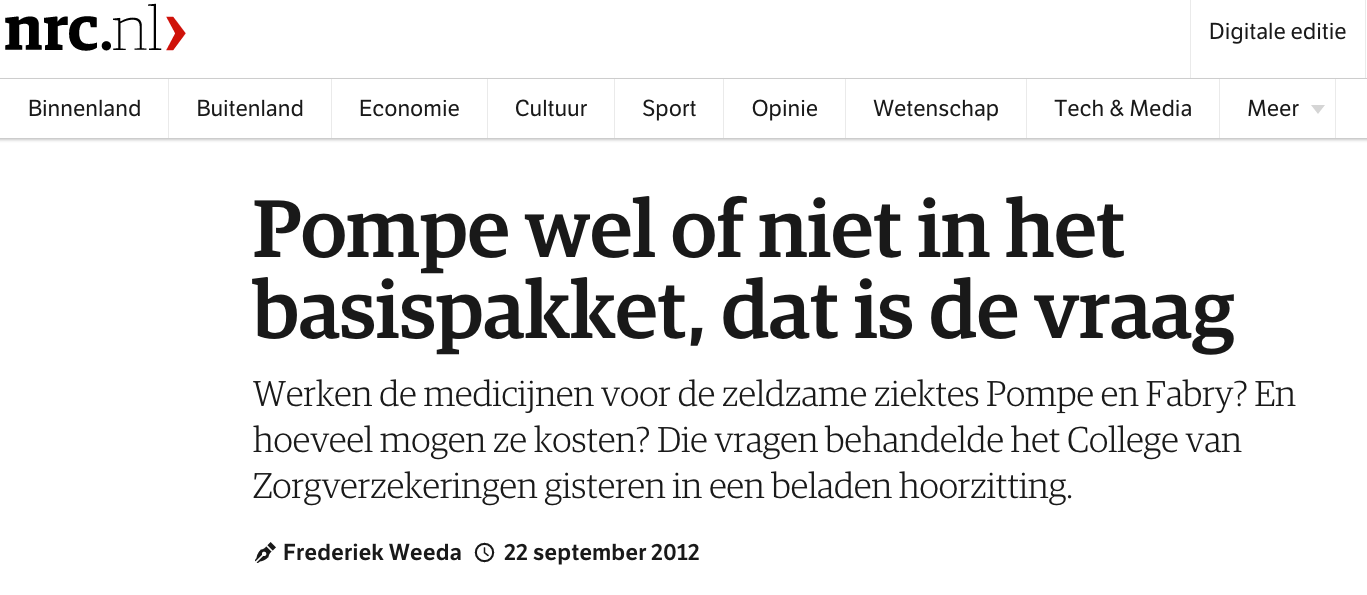 nrc.nl
Digitale editie
Binnenland Buitenland Economie Cultuur Sport Opinie Wetenschap Tech & Media Meer
Pompe wel of niet in het
basispakket, dat is de vraag
Werken de medicijnen voor de zeldzame ziektes Pompe en Fabry? En
hoeveel mogen ze kosten? Die vragen behandelde het College van
Zorgverzekeringen gisteren in een beladen hoorzitting.
Frederiek Weeda 22 september 2012